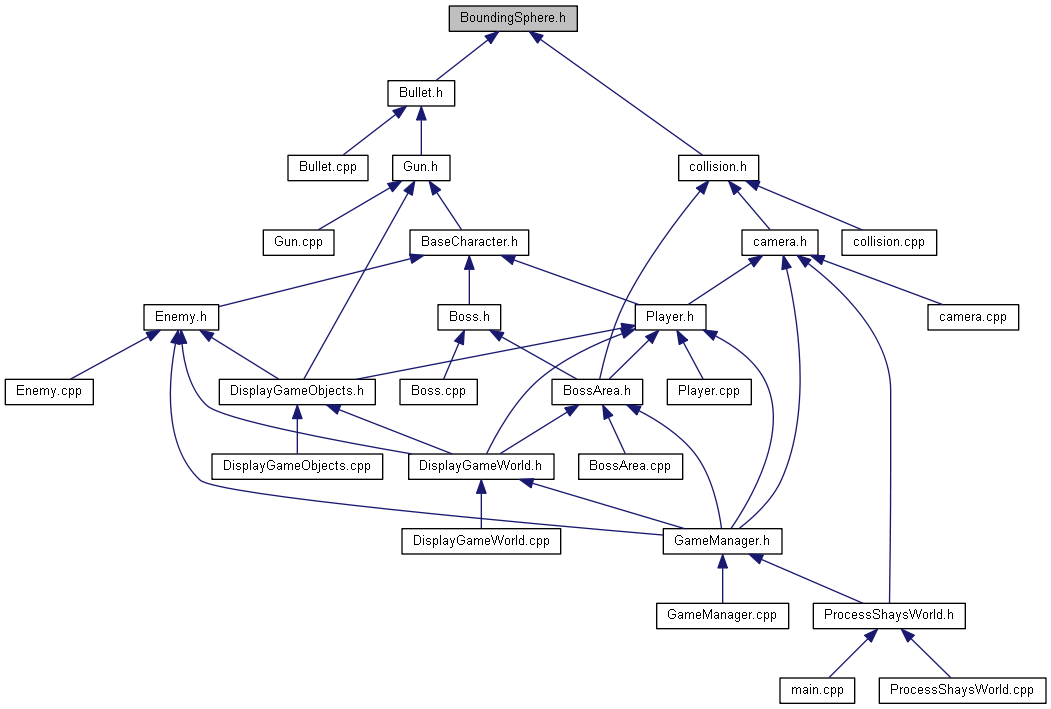 BoundingSphere.h
Bullet.h
Bullet.cpp
Gun.h
collision.h
Gun.cpp
BaseCharacter.h
camera.h
collision.cpp
Enemy.h
Boss.h
Player.h
camera.cpp
Enemy.cpp
DisplayGameObjects.h
Boss.cpp
BossArea.h
Player.cpp
DisplayGameObjects.cpp
DisplayGameWorld.h
BossArea.cpp
DisplayGameWorld.cpp
GameManager.h
GameManager.cpp
ProcessShaysWorld.h
main.cpp
ProcessShaysWorld.cpp